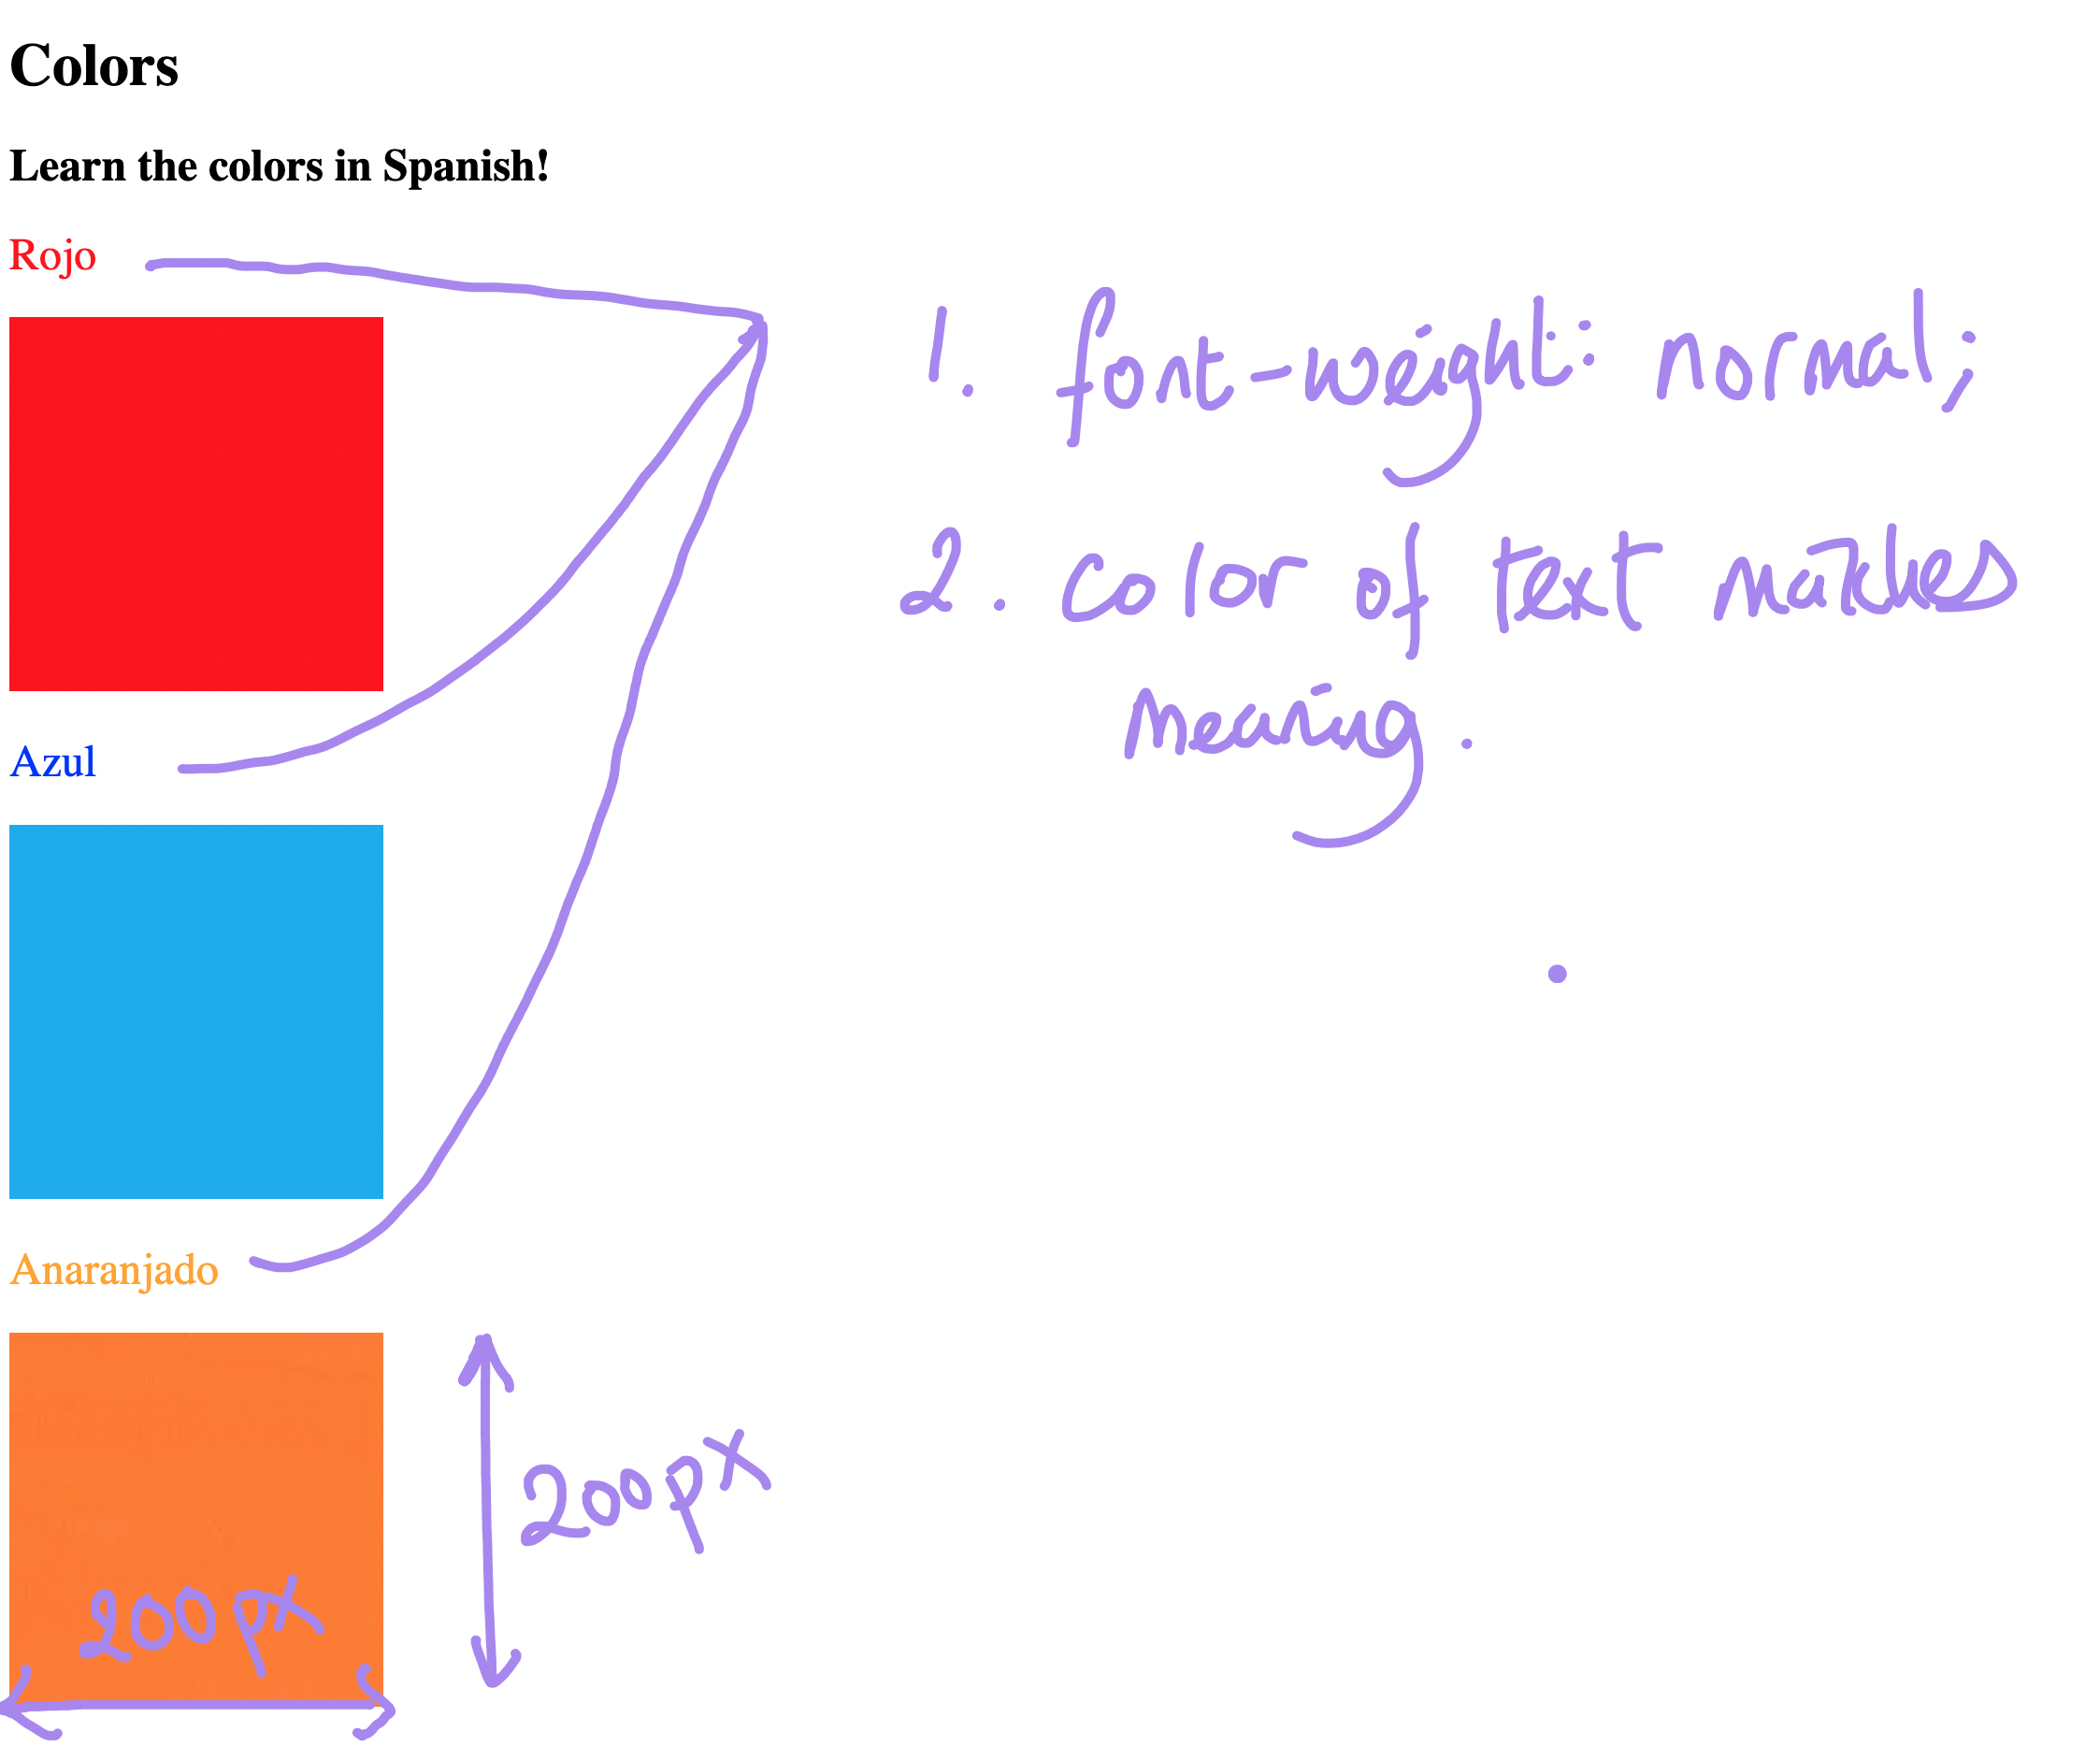 Colors
Learn the colors in Spanish!
Rojo
1. font-weight: normal;
2. color of text matches
meaning.
Azul
Anaranjado
200px
200px